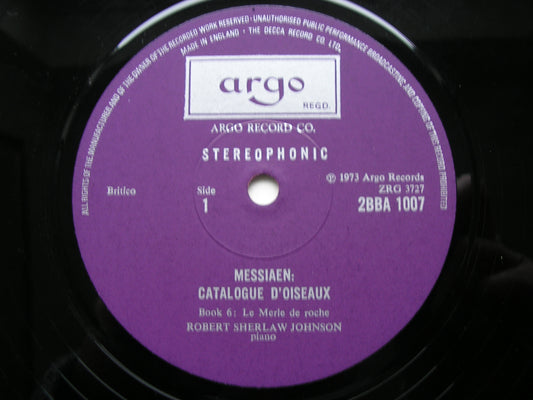 ALL RIGHTS OF THE MANUFACTURER AND OF THE OWNER OF THE RECORDED WORK RESERVED · UNAUTHORISED PUBLIC PERFORMANCE BROADCASTING AND COPYING OF THIS RECORD PROHIBITED
MADE IN ENGLAND · THE DECCA RECORD CO. LTD.
argo
REGD.
ARGO RECORD CO.
STEREOPHONIC
Britico
Side
1
℗ 1973 Argo Records
ZRG 3727
2BBA 1007
MESSIAEN:
CATALOGUE D'OISEAUX
Book 6: Le Merle de roche
ROBERT SHERLAW JOHNSON
piano